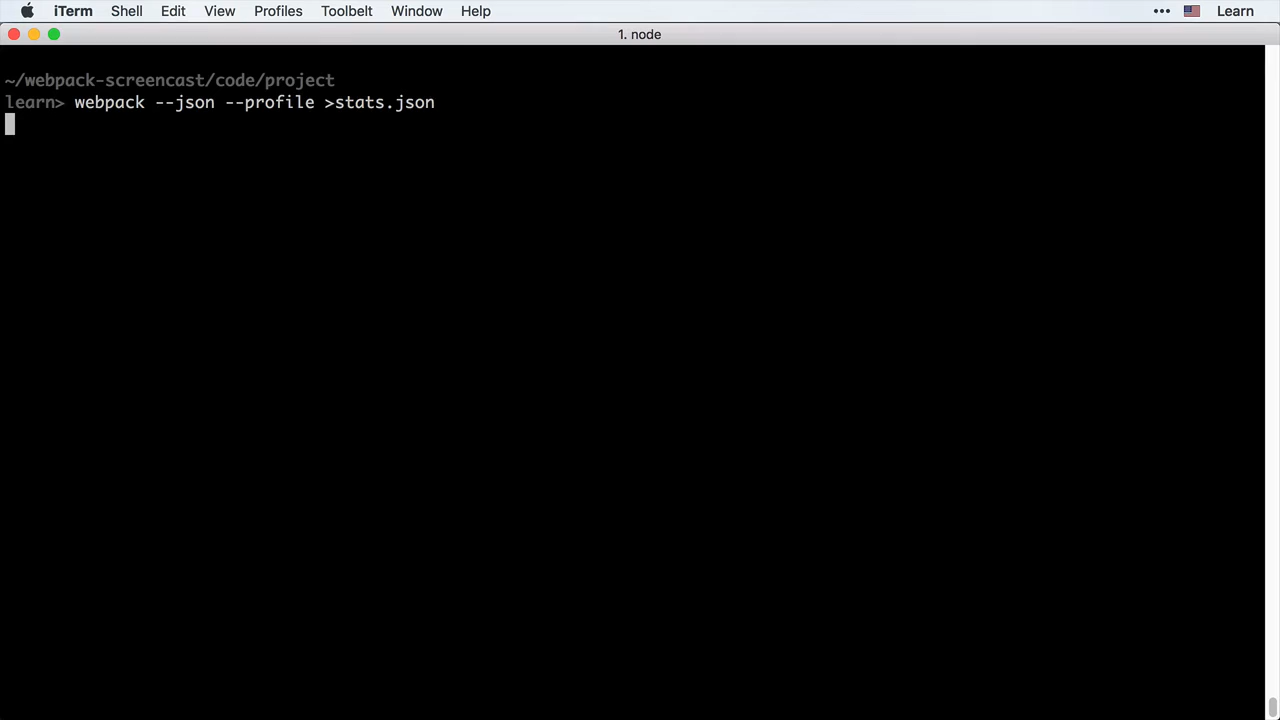 iTerm Shell Edit View Profiles Toolbelt Window Help ••• Learn
1. node
~/webpack-screencast/code/project
learn> webpack --json --profile >stats.json